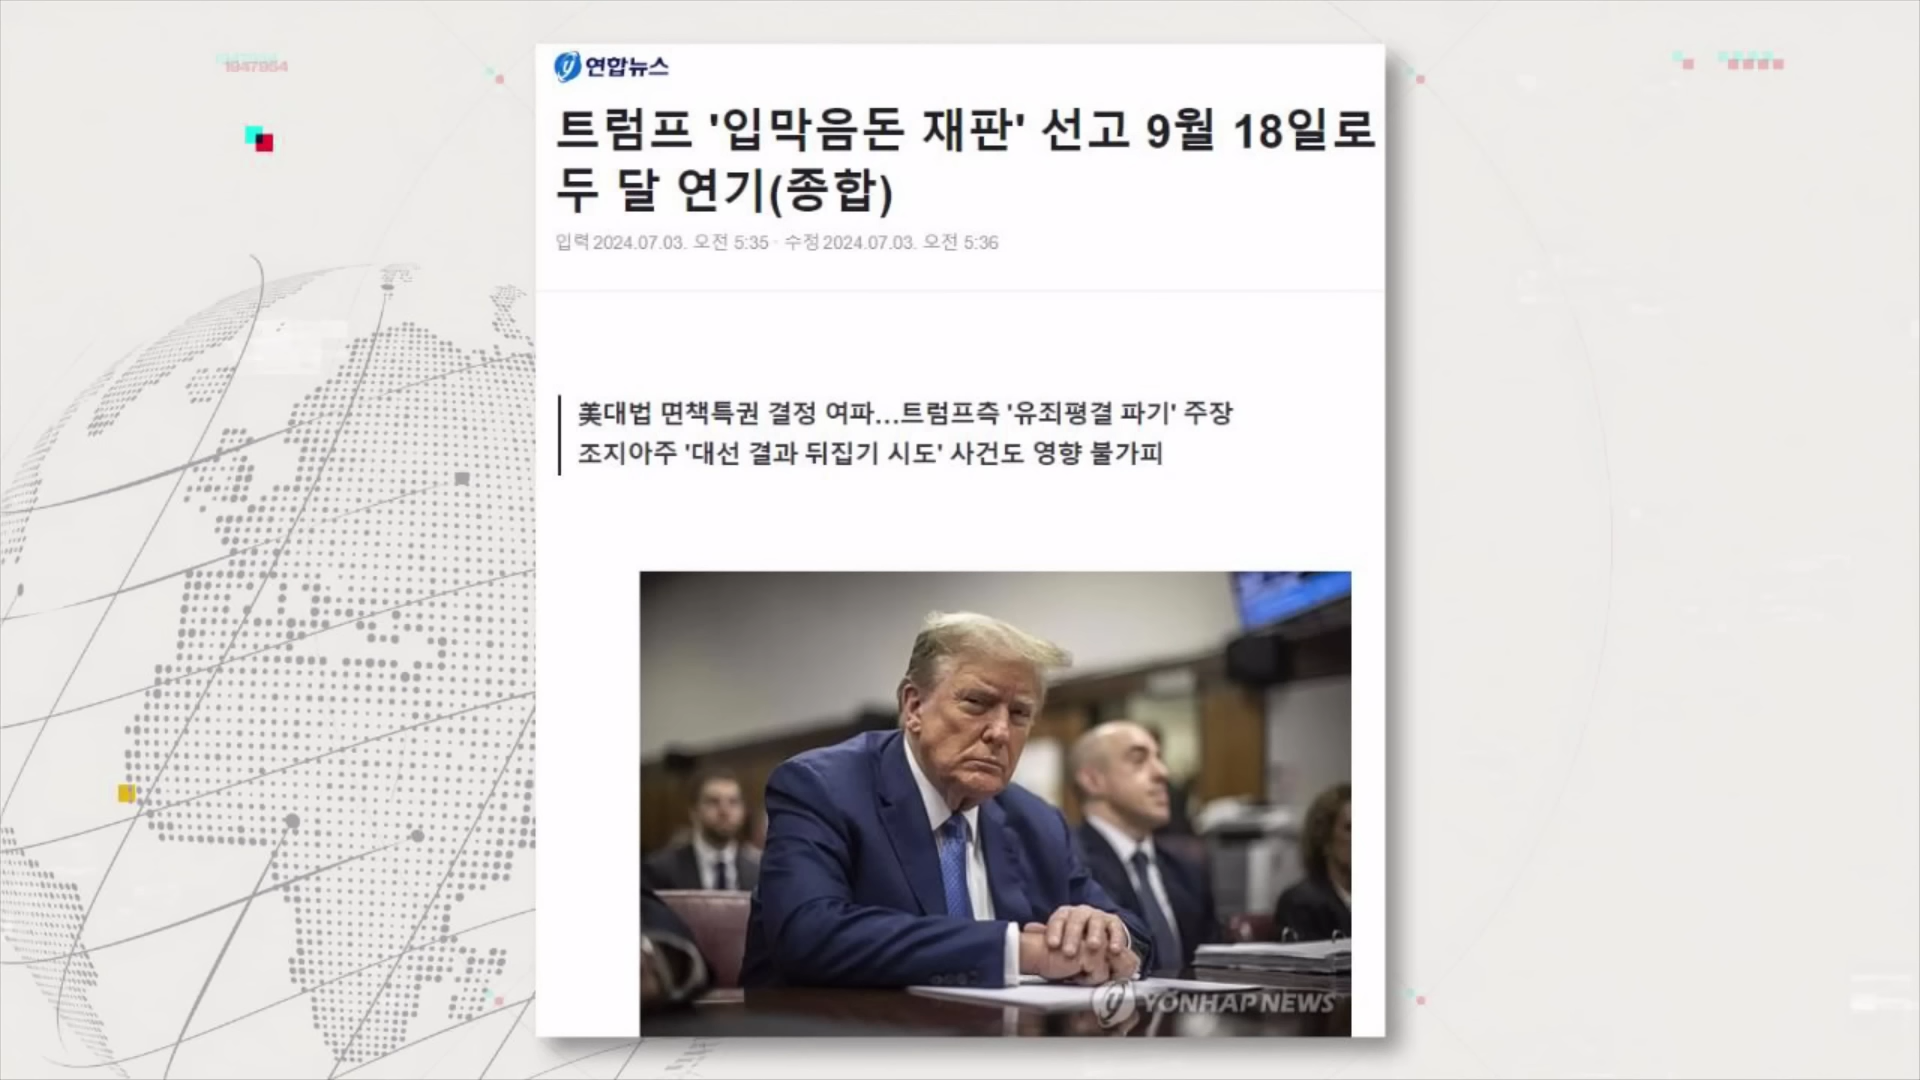 1947954
연합뉴스
트럼프 '입막음돈 재판' 선고 9월 18일로
두 달 연기(종합)
입력 2024.07.03. 오전 5:35 · 수정 2024.07.03. 오전 5:36
美대법 면책특권 결정 여파…트럼프측 '유죄평결 파기' 주장
조지아주 '대선 결과 뒤집기 시도' 사건도 영향 불가피
YONHAP NEWS